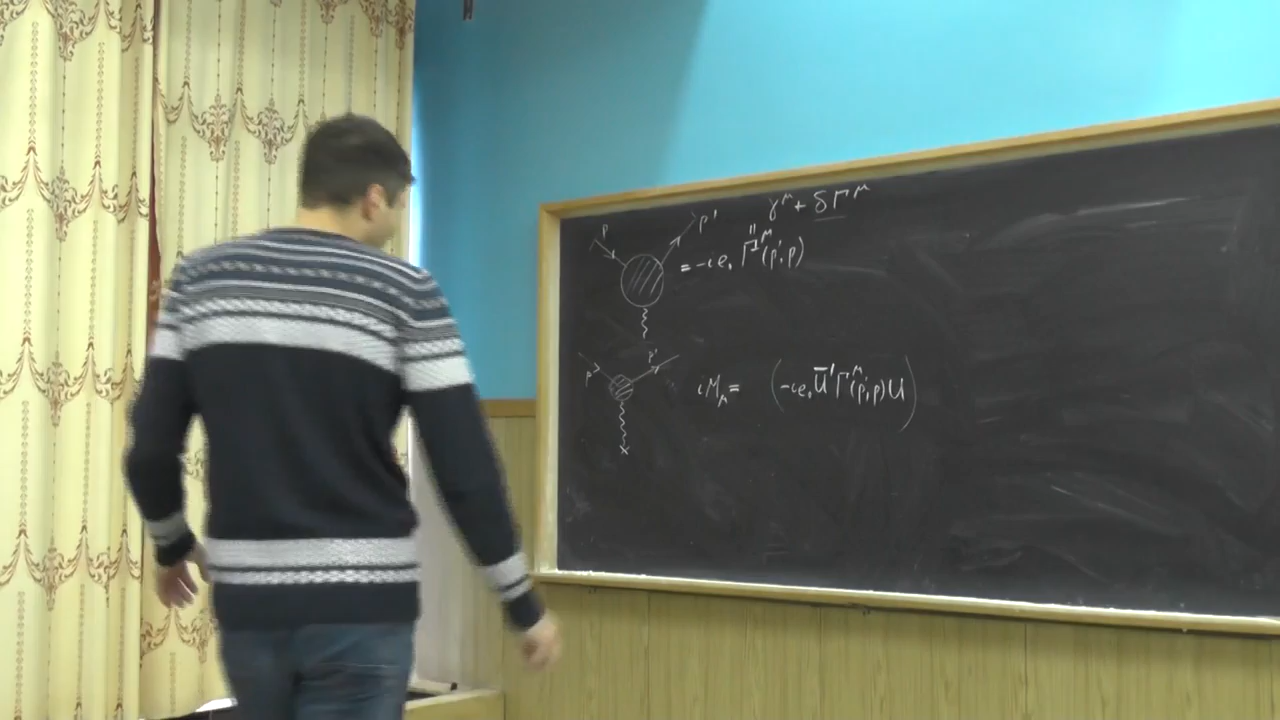 γ^μ + δΓ^μ
p p' = -ie₀ Γ^μ(p',p)
p p' iM_μ = (-ie₀ Ū' Γ^μ(p',p) U)